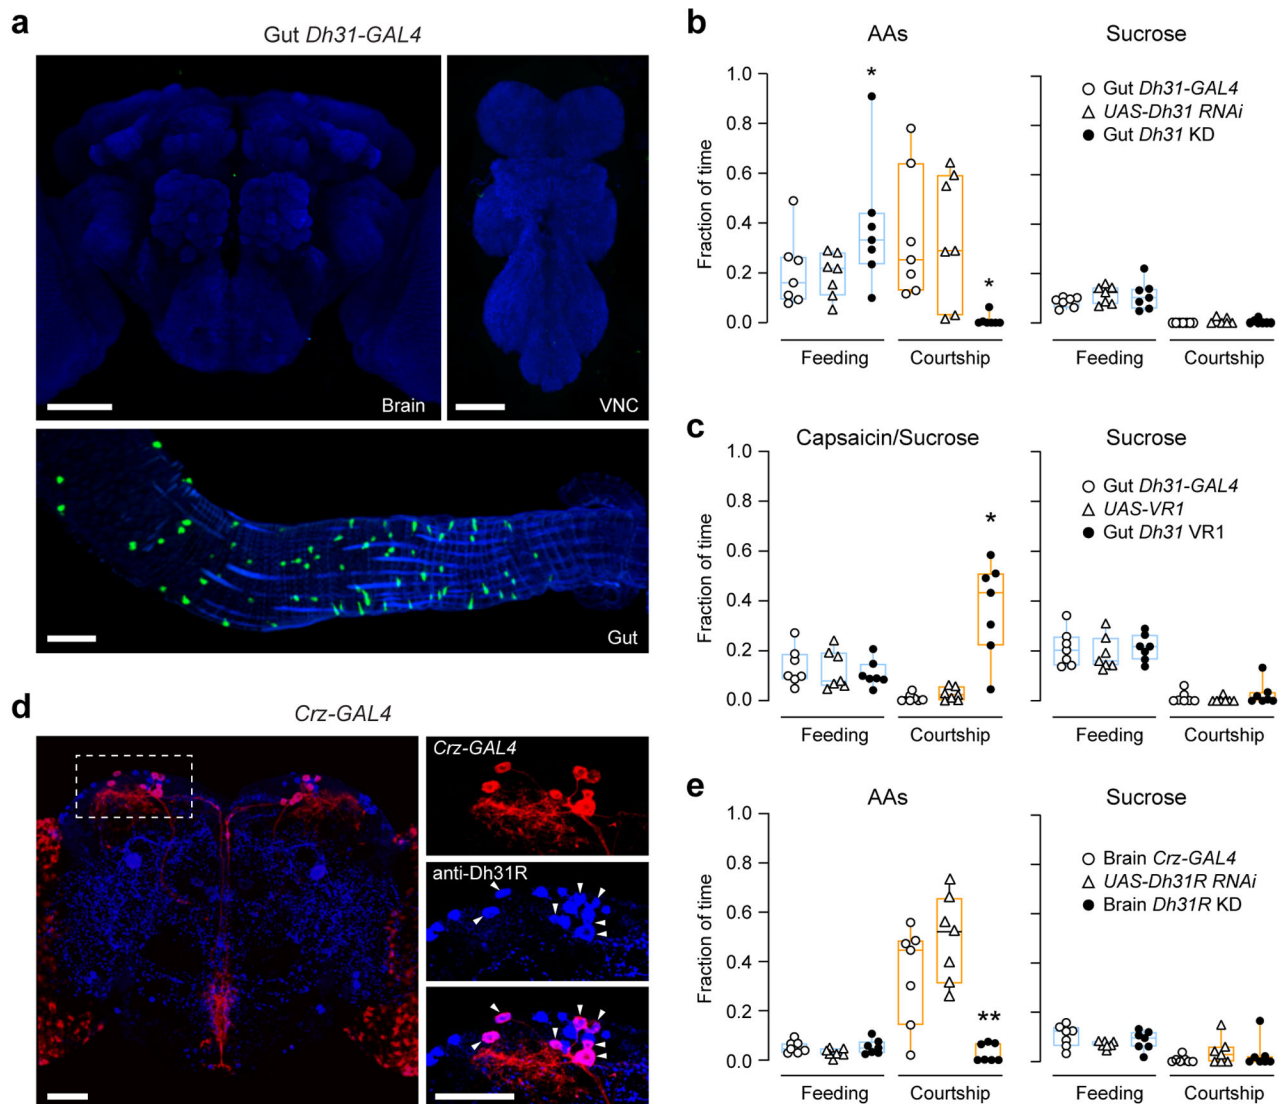 a
Gut Dh31-GAL4
Brain
VNC
Gut
b
AAs
Sucrose
Fraction of time
1.0
0.8
0.6
0.4
0.2
0.0
*
*
Feeding
Courtship
Gut Dh31-GAL4
UAS-Dh31 RNAi
Gut Dh31 KD
Feeding
Courtship
c
Capsaicin/Sucrose
Sucrose
Fraction of time
1.0
0.8
0.6
0.4
0.2
0.0
*
Feeding
Courtship
Gut Dh31-GAL4
UAS-VR1
Gut Dh31 VR1
Feeding
Courtship
d
Crz-GAL4
Crz-GAL4
anti-Dh31R
e
AAs
Sucrose
Fraction of time
1.0
0.8
0.6
0.4
0.2
0.0
**
Feeding
Courtship
Brain Crz-GAL4
UAS-Dh31R RNAi
Brain Dh31R KD
Feeding
Courtship